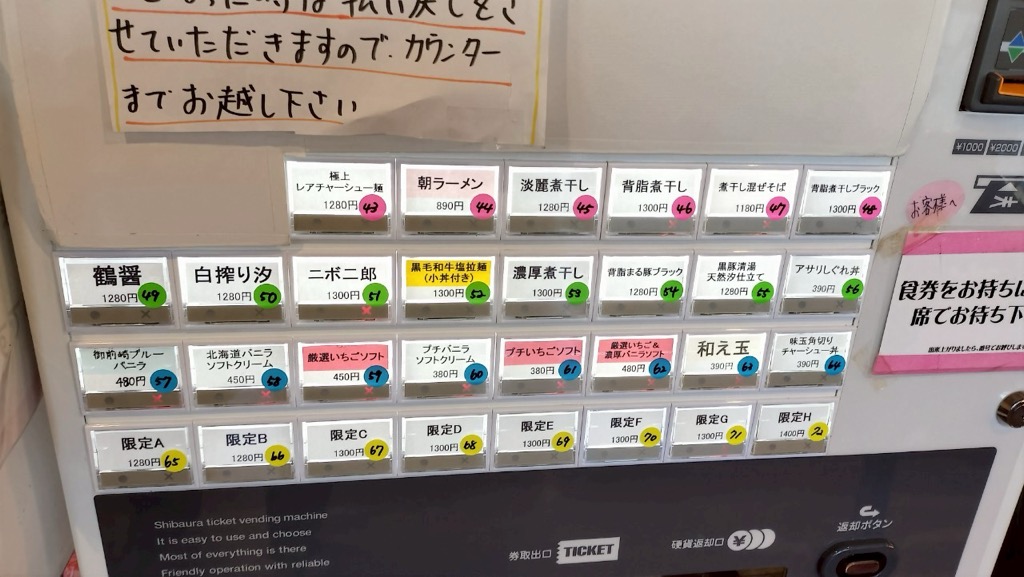 せていただきますので、カウンター
までお越し下さい
極上
レアチャーシュー麺
1280円 43
朝ラーメン
890円 44
淡麗煮干し
1280円 45
背脂煮干し
1300円 46
煮干し混ぜそば
1180円 47
背脂煮干しブラック
1300円 48
鶴醤
1280円 49
白搾り汐
1280円 50
ニボ二郎
1300円 51
黒毛和牛塩拉麺
(小丼付き)
1300円 52
濃厚煮干し
1300円 53
背脂まる豚ブラック
1280円 54
黒豚清湯
天然汐仕立て
1280円 55
アサリしぐれ丼
390円 56
御前崎ブルー
バニラ
480円 57
北海道バニラ
ソフトクリーム
450円 58
厳選いちごソフト
450円 59
プチバニラ
ソフトクリーム
380円 60
プチいちごソフト
380円 61
厳選いちご&
濃厚バニラソフト
480円 62
和え玉
390円 63
味玉角切り
チャーシュー丼
390円 64
限定A
1280円 65
限定B
1280円 66
限定C
1300円 67
限定D
1300円 68
限定E
1300円 69
限定F
1300円 70
限定G
1300円 71
限定H
1400円 72
¥1000 ¥2000
お客様へ
食券をお持ち
席でお待ち下
Shibaura ticket vending machine
It is easy to use and choose
Most of everything is there
Friendly operation with reliable
券取出口 TICKET
硬貨返却口 ¥
返却ボタン